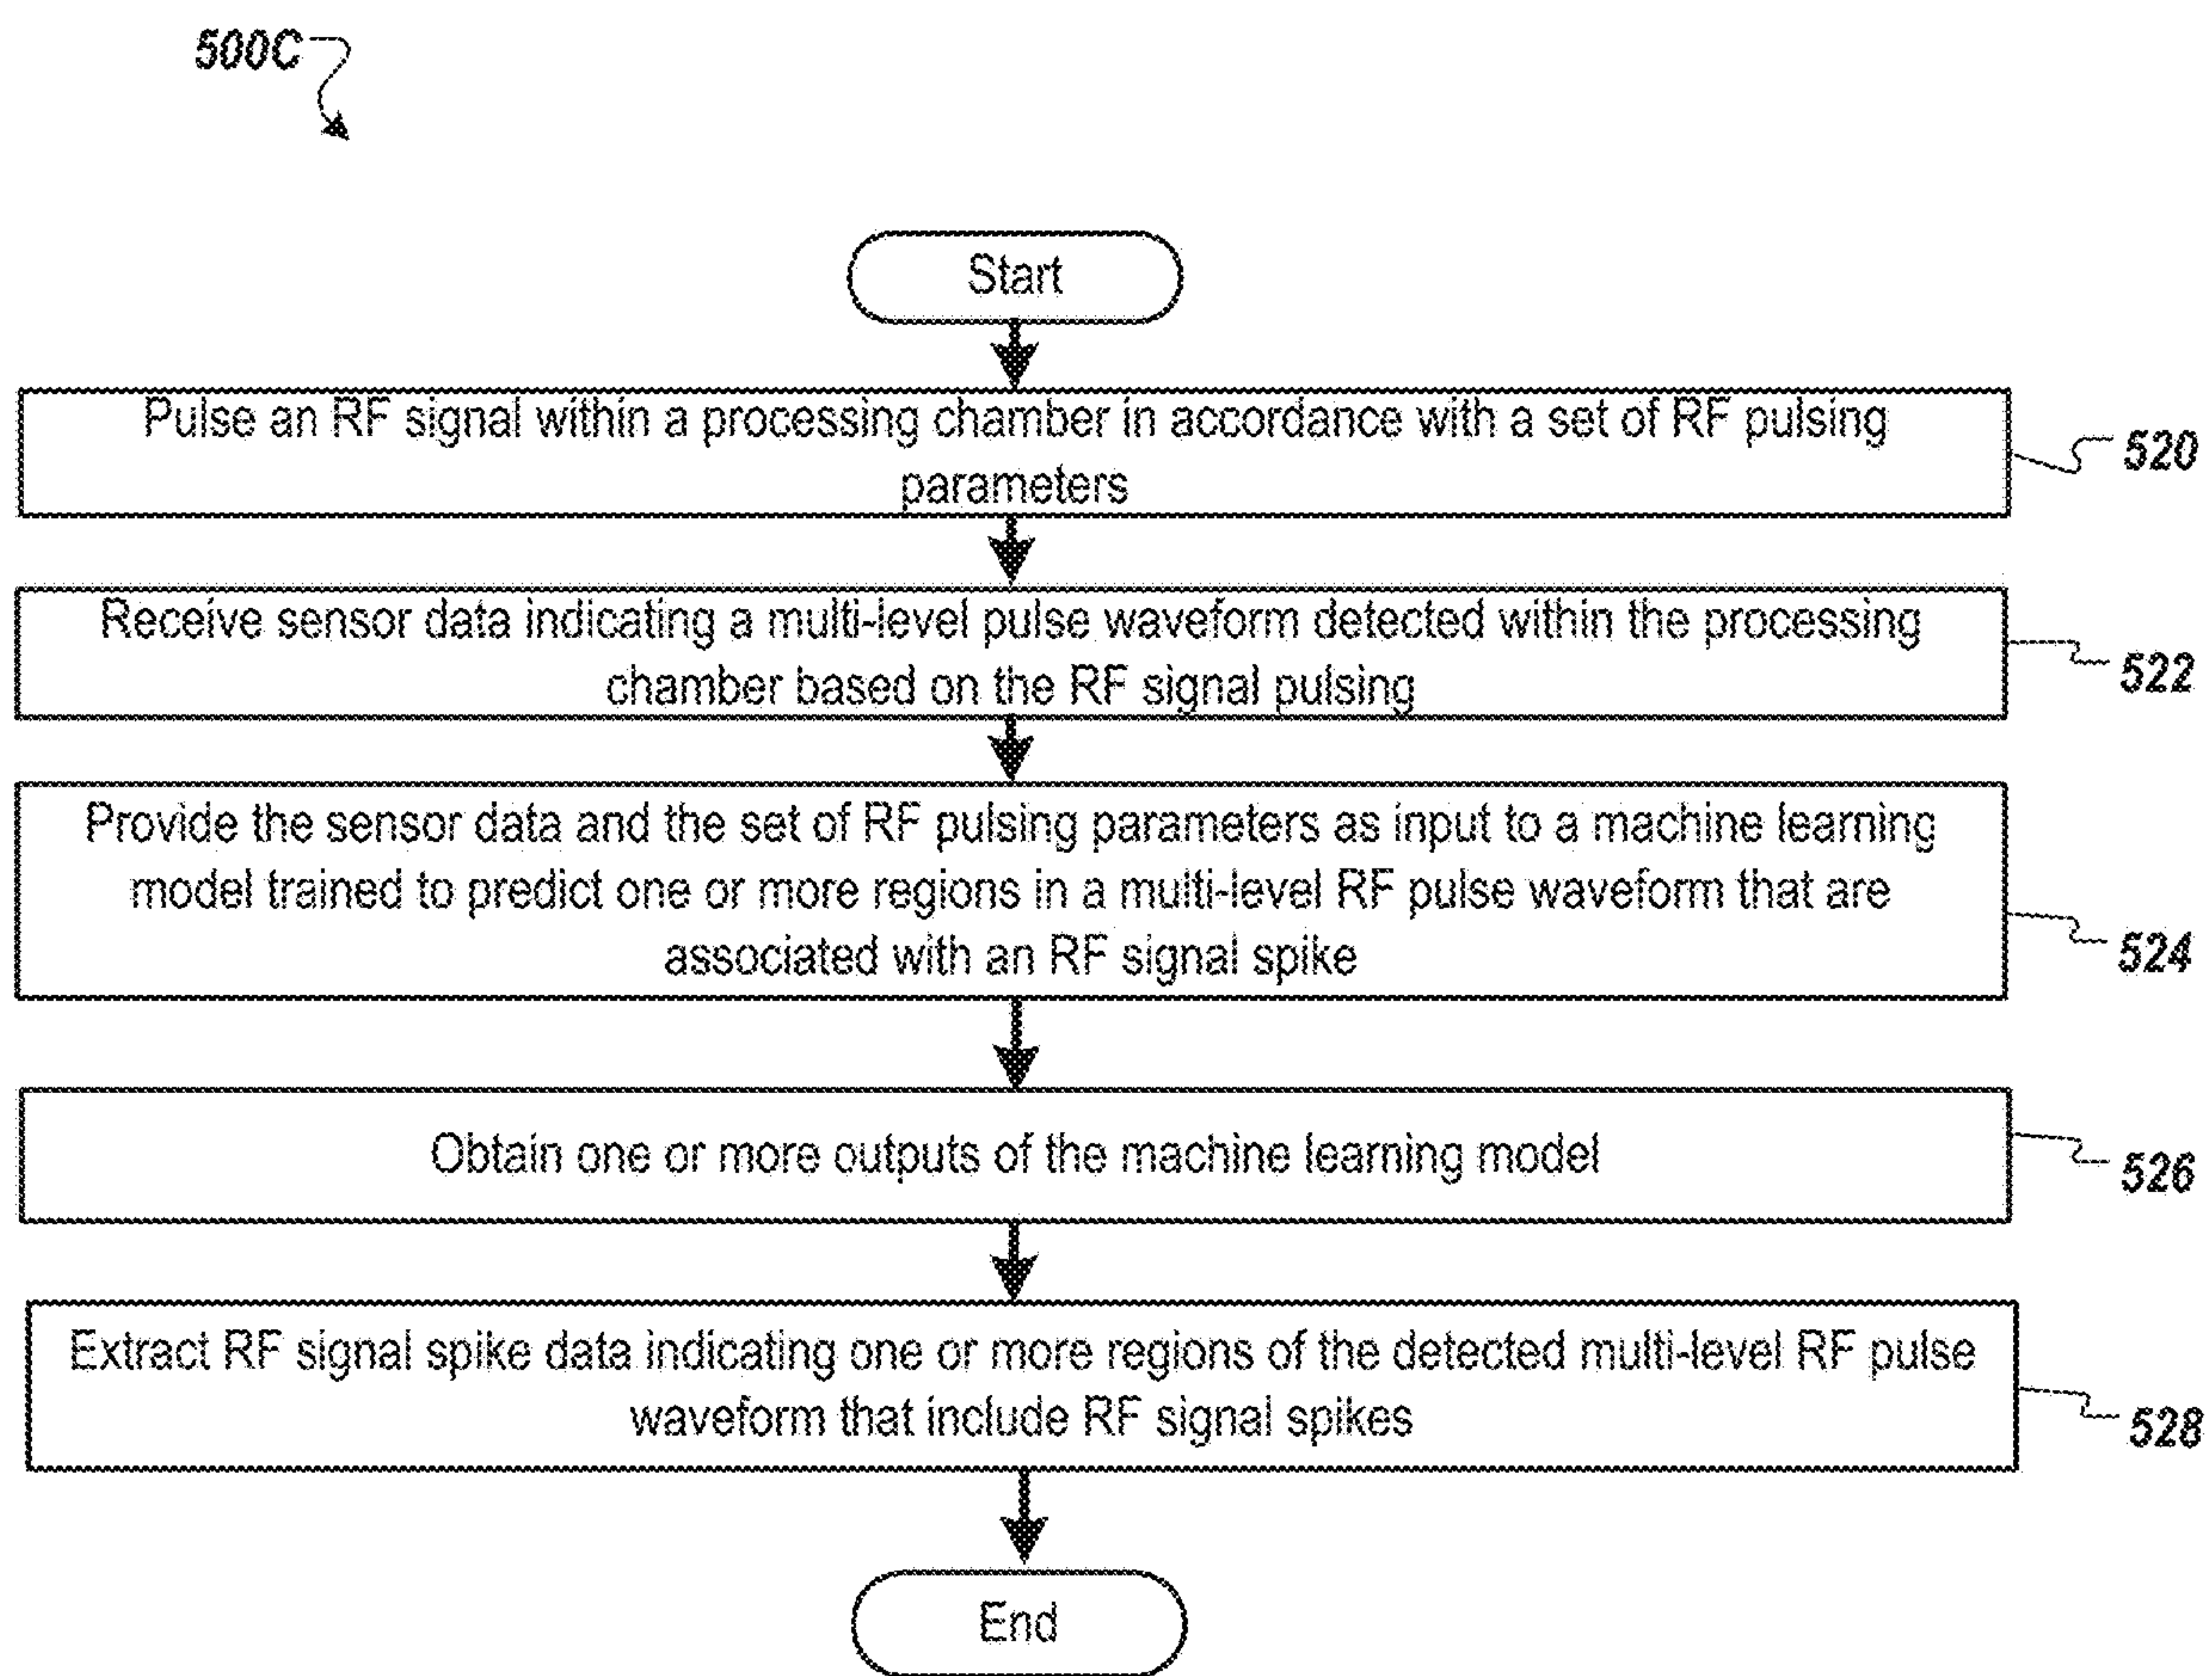 500C
Start
Pulse an RF signal within a processing chamber in accordance with a set of RF pulsing
parameters
520
Receive sensor data indicating a multi-level pulse waveform detected within the processing
chamber based on the RF signal pulsing
522
Provide the sensor data and the set of RF pulsing parameters as input to a machine learning
model trained to predict one or more regions in a multi-level RF pulse waveform that are
associated with an RF signal spike
524
Obtain one or more outputs of the machine learning model
526
Extract RF signal spike data indicating one or more regions of the detected multi-level RF pulse
waveform that include RF signal spikes
528
End